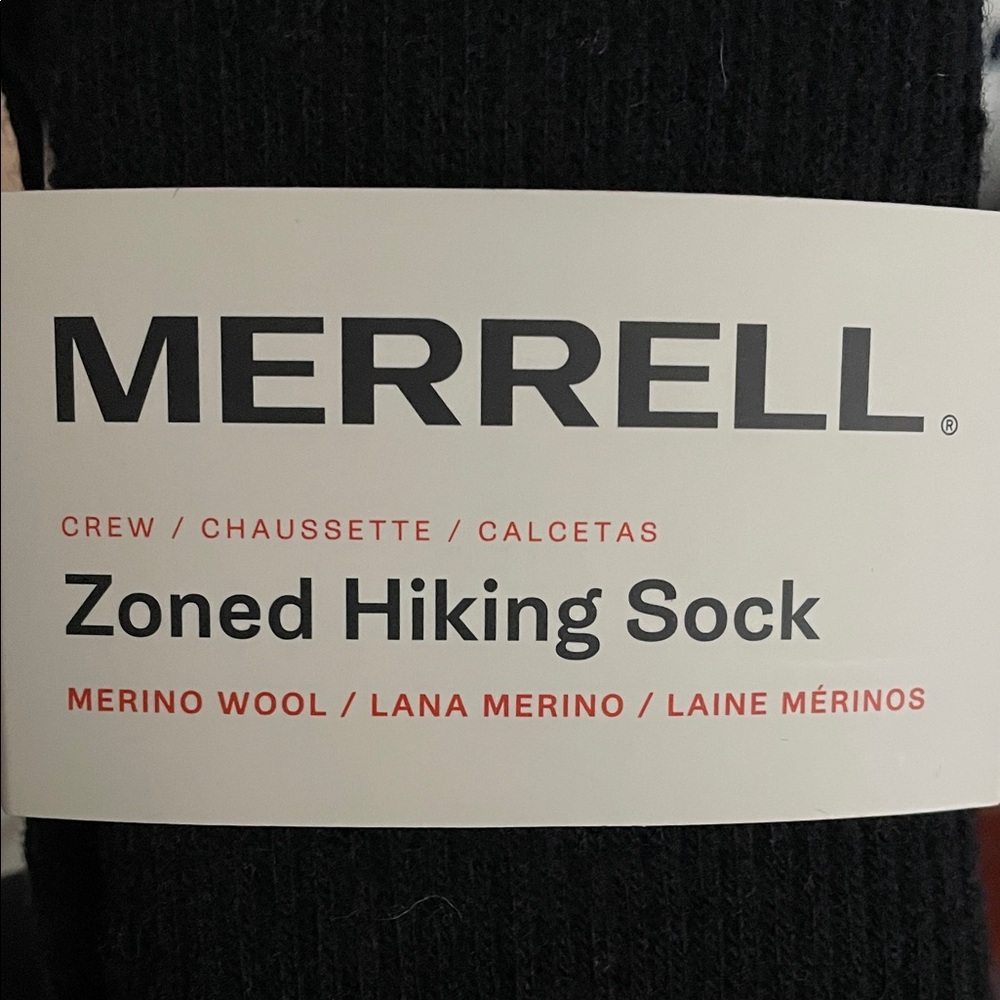 MERRELL®
CREW / CHAUSSETTE / CALCETAS
Zoned Hiking Sock
MERINO WOOL / LANA MERINO / LAINE MÉRINOS